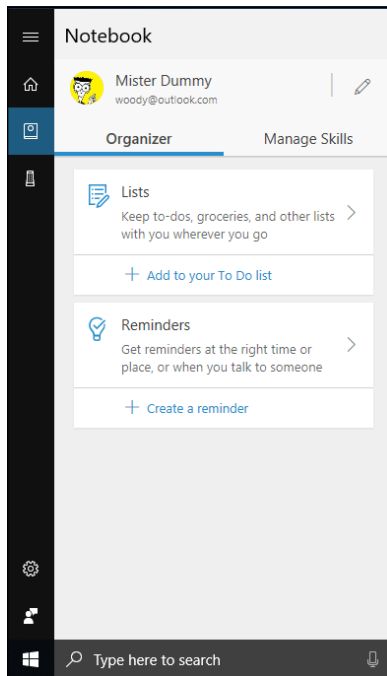 Notebook
Mister Dummy
woody@outlook.com
Organizer Manage Skills
Lists
Keep to-dos, groceries, and other lists
with you wherever you go
Add to your To Do list
Reminders
Get reminders at the right time or
place, or when you talk to someone
Create a reminder
Type here to search